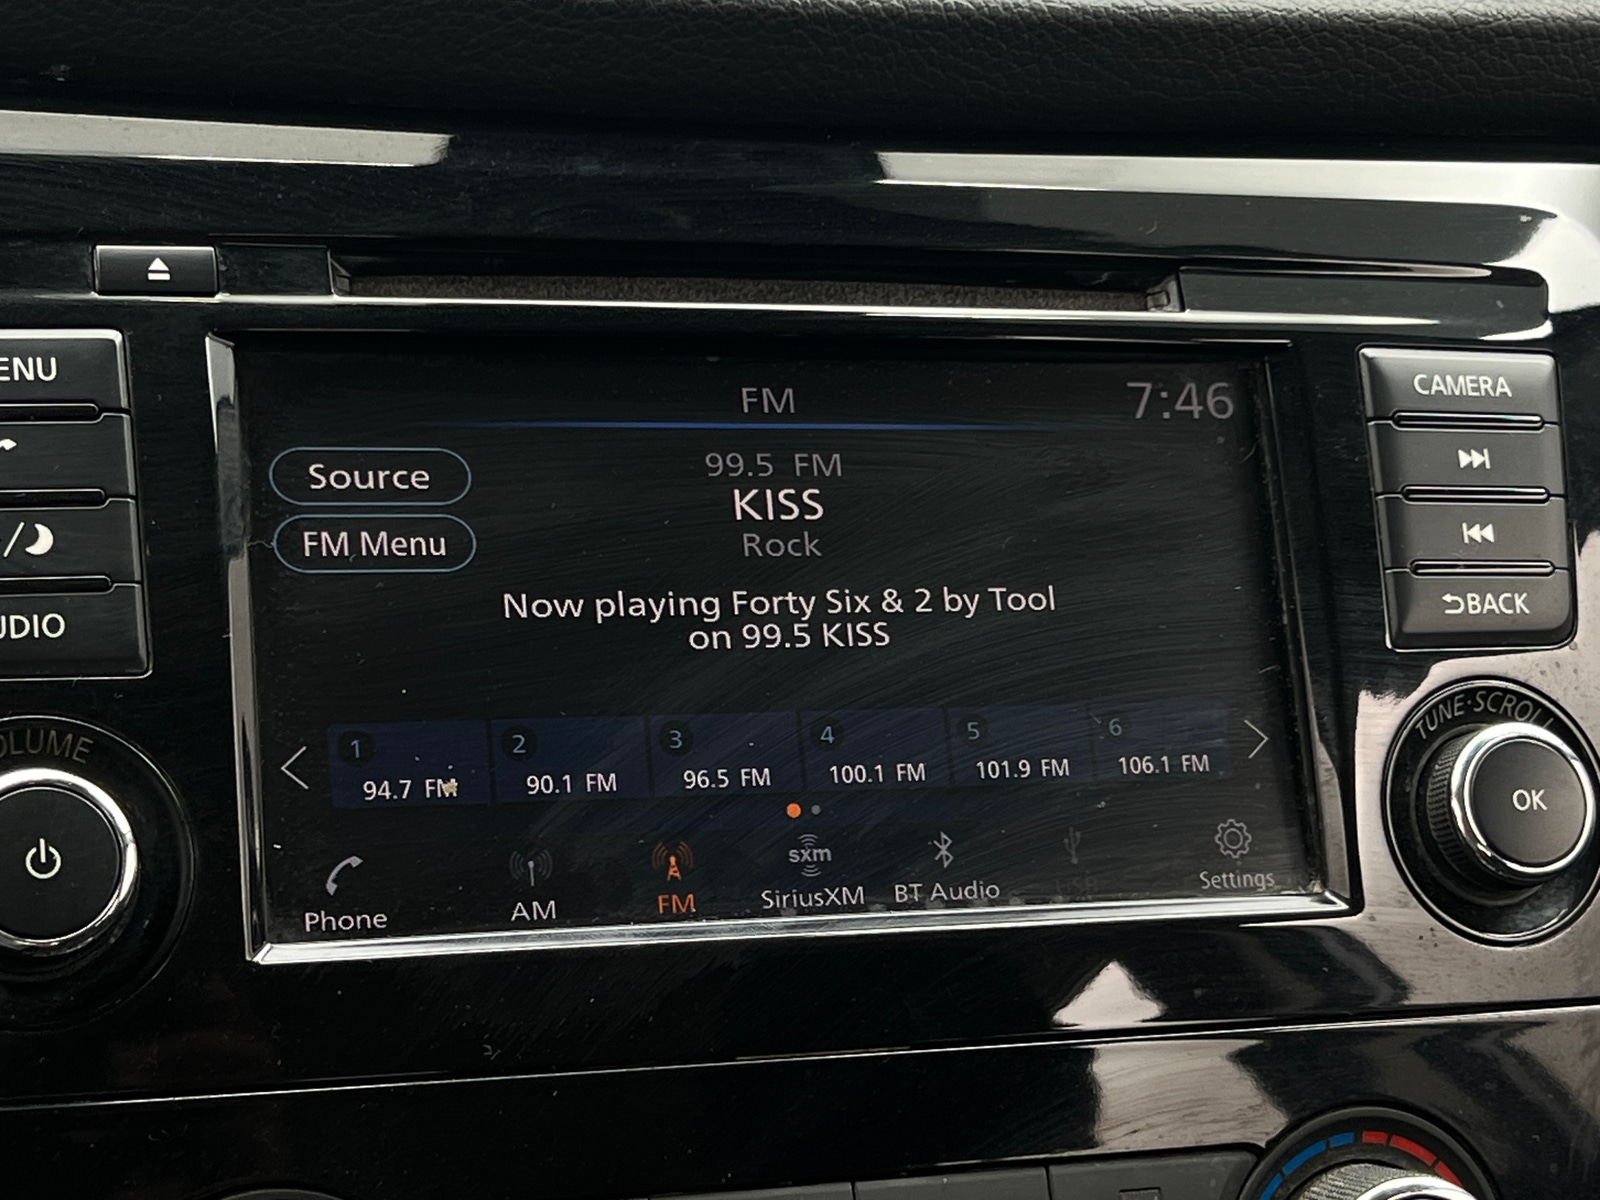 ENU
CAMERA
FM
7:46
Source
99.5 FM
KISS
FM Menu
Rock
BACK
UDIO
Now playing Forty Six & 2 by Tool
on 99.5 KISS
TUNE·SCROLL
OLUME
1
2
3
4
5
6
94.7 FM
90.1 FM
96.5 FM
100.1 FM
101.9 FM
106.1 FM
OK
sxm
Phone
AM
FM
SiriusXM
BT Audio
USB
Settings